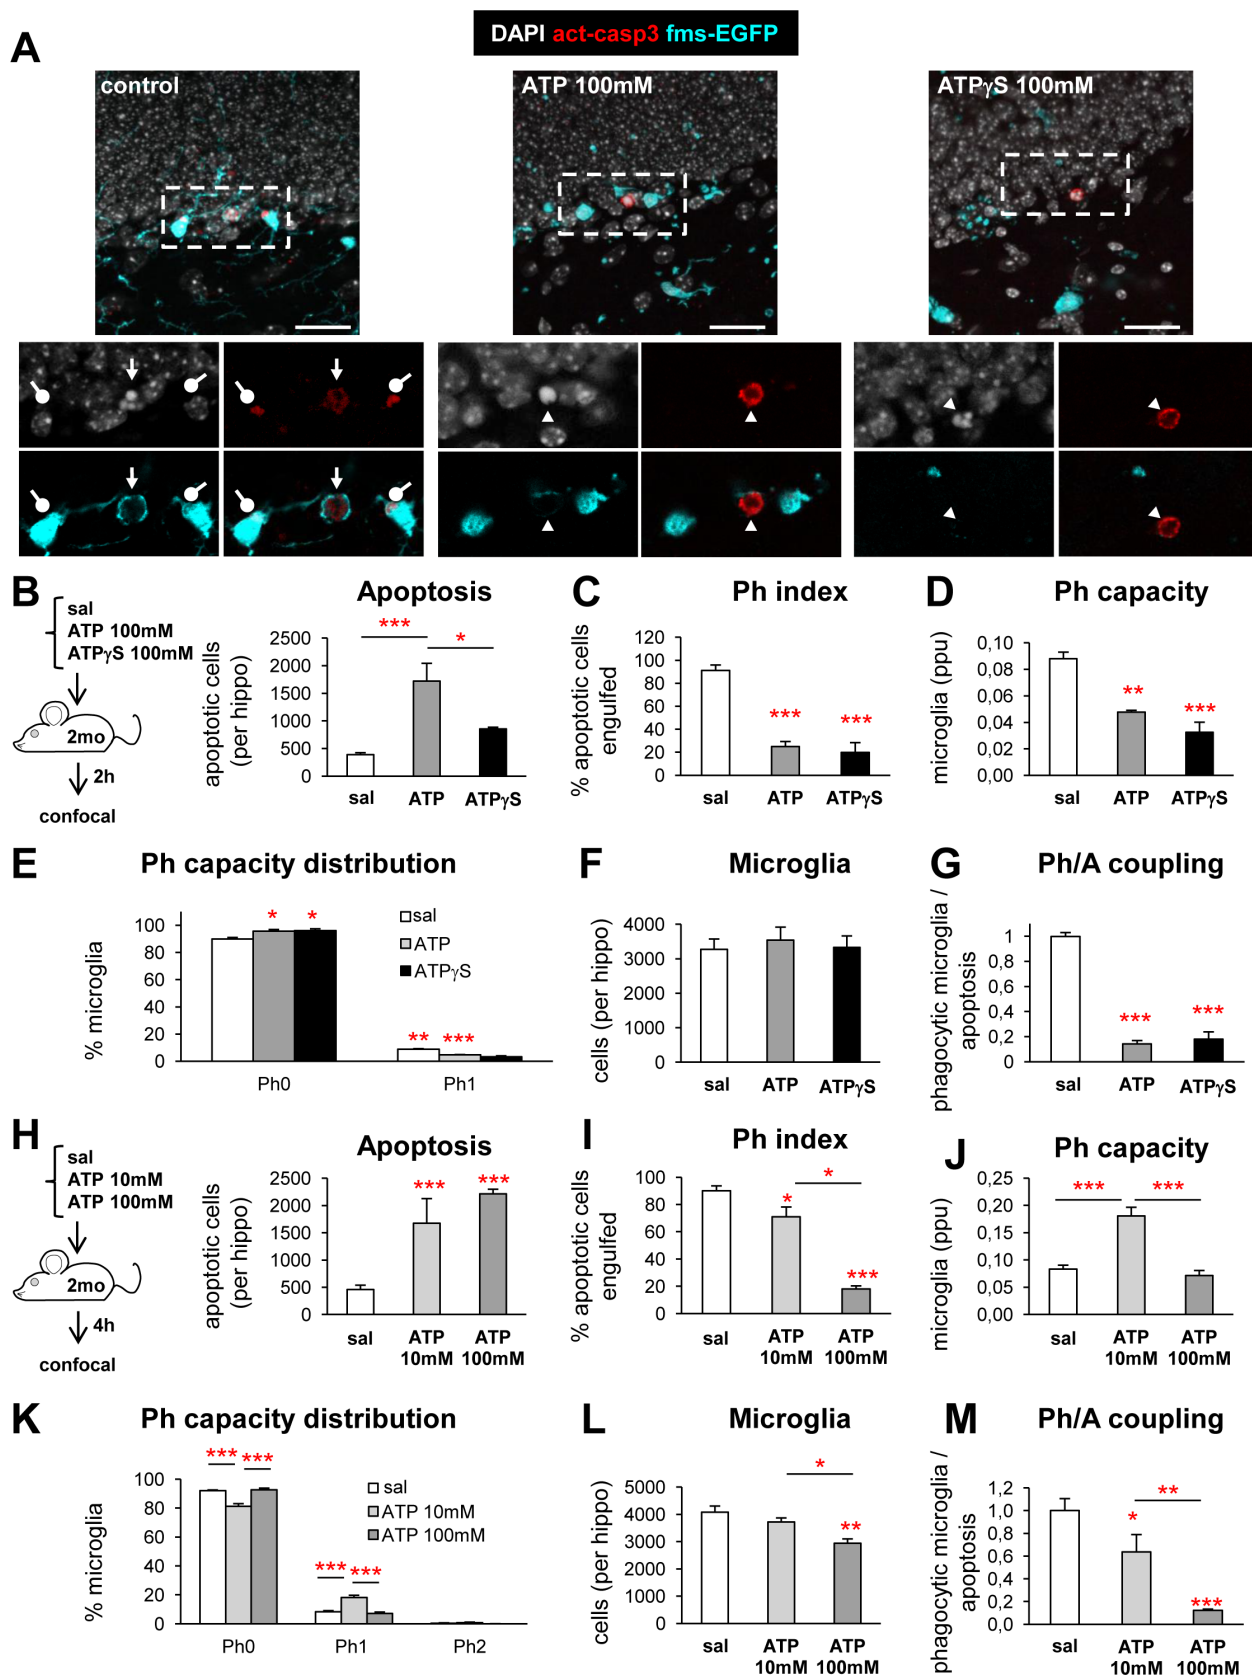 DAPI act-casp3 fms-EGFP
A
control
ATP 100mM
ATPγS 100mM
B
sal
ATP 100mM
ATPγS 100mM
2mo
2h
confocal
Apoptosis
apoptotic cells
(per hippo)
2500
2000
1500
1000
500
0
***
*
sal
ATP
ATPγS
C
Ph index
% apoptotic cells
engulfed
120
100
80
60
40
20
0
***
***
sal
ATP
ATPγS
D
Ph capacity
microglia (ppu)
0,10
0,08
0,06
0,04
0,02
0,00
**
***
sal
ATP
ATPγS
E
Ph capacity distribution
% microglia
100
80
60
40
20
0
*
*
**
***
sal
ATP
ATPγS
Ph0
Ph1
F
Microglia
cells (per hippo)
4000
3000
2000
1000
0
sal
ATP
ATPγS
G
Ph/A coupling
phagocytic microglia /
apoptosis
1
0,8
0,6
0,4
0,2
0
***
***
sal
ATP
ATPγS
H
sal
ATP 10mM
ATP 100mM
2mo
4h
confocal
Apoptosis
apoptotic cells
(per hippo)
2500
2000
1500
1000
500
0
***
***
sal
ATP
10mM
ATP
100mM
I
Ph index
% apoptotic cells
engulfed
100
80
60
40
20
0
*
*
***
sal
ATP
10mM
ATP
100mM
J
Ph capacity
microglia (ppu)
0,25
0,20
0,15
0,10
0,05
0,00
***
***
sal
ATP
10mM
ATP
100mM
K
Ph capacity distribution
% microglia
100
80
60
40
20
0
***
***
***
***
sal
ATP 10mM
ATP 100mM
Ph0
Ph1
Ph2
L
Microglia
cells (per hippo)
5000
4000
3000
2000
1000
0
*
**
sal
ATP
10mM
ATP
100mM
M
Ph/A coupling
phagocytic microglia /
apoptosis
1,2
1,0
0,8
0,6
0,4
0,2
0
*
**
***
sal
ATP
10mM
ATP
100mM